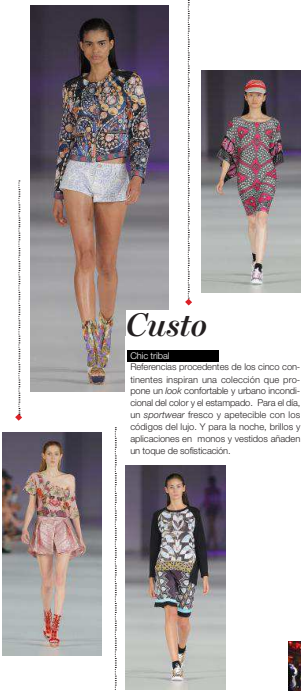 Custo
Chic tribal
Referencias procedentes de los cinco con-
tinentes inspiran una colección que pro-
pone un look confortable y urbano incondi-
cional del color y el estampado.  Para el día,
un sportwear fresco y apetecible con los
códigos del lujo. Y para la noche, brillos y
aplicaciones en  monos y vestidos añaden
un toque de sofisticación.